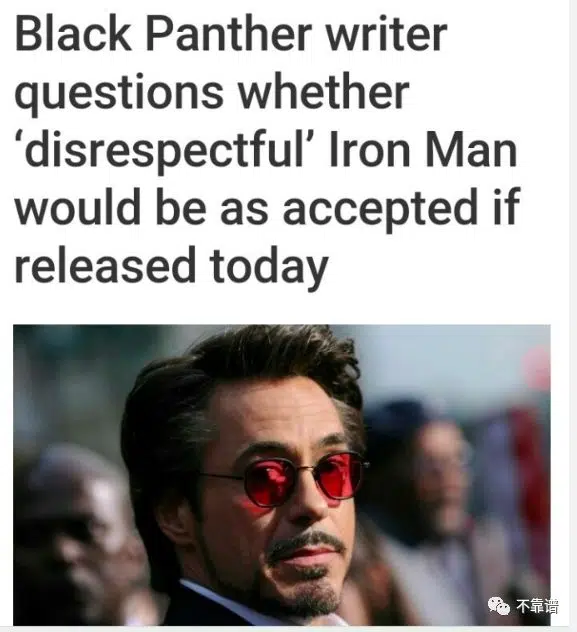 Black Panther writer
questions whether
‘disrespectful’ Iron Man
would be as accepted if
released today
不靠谱